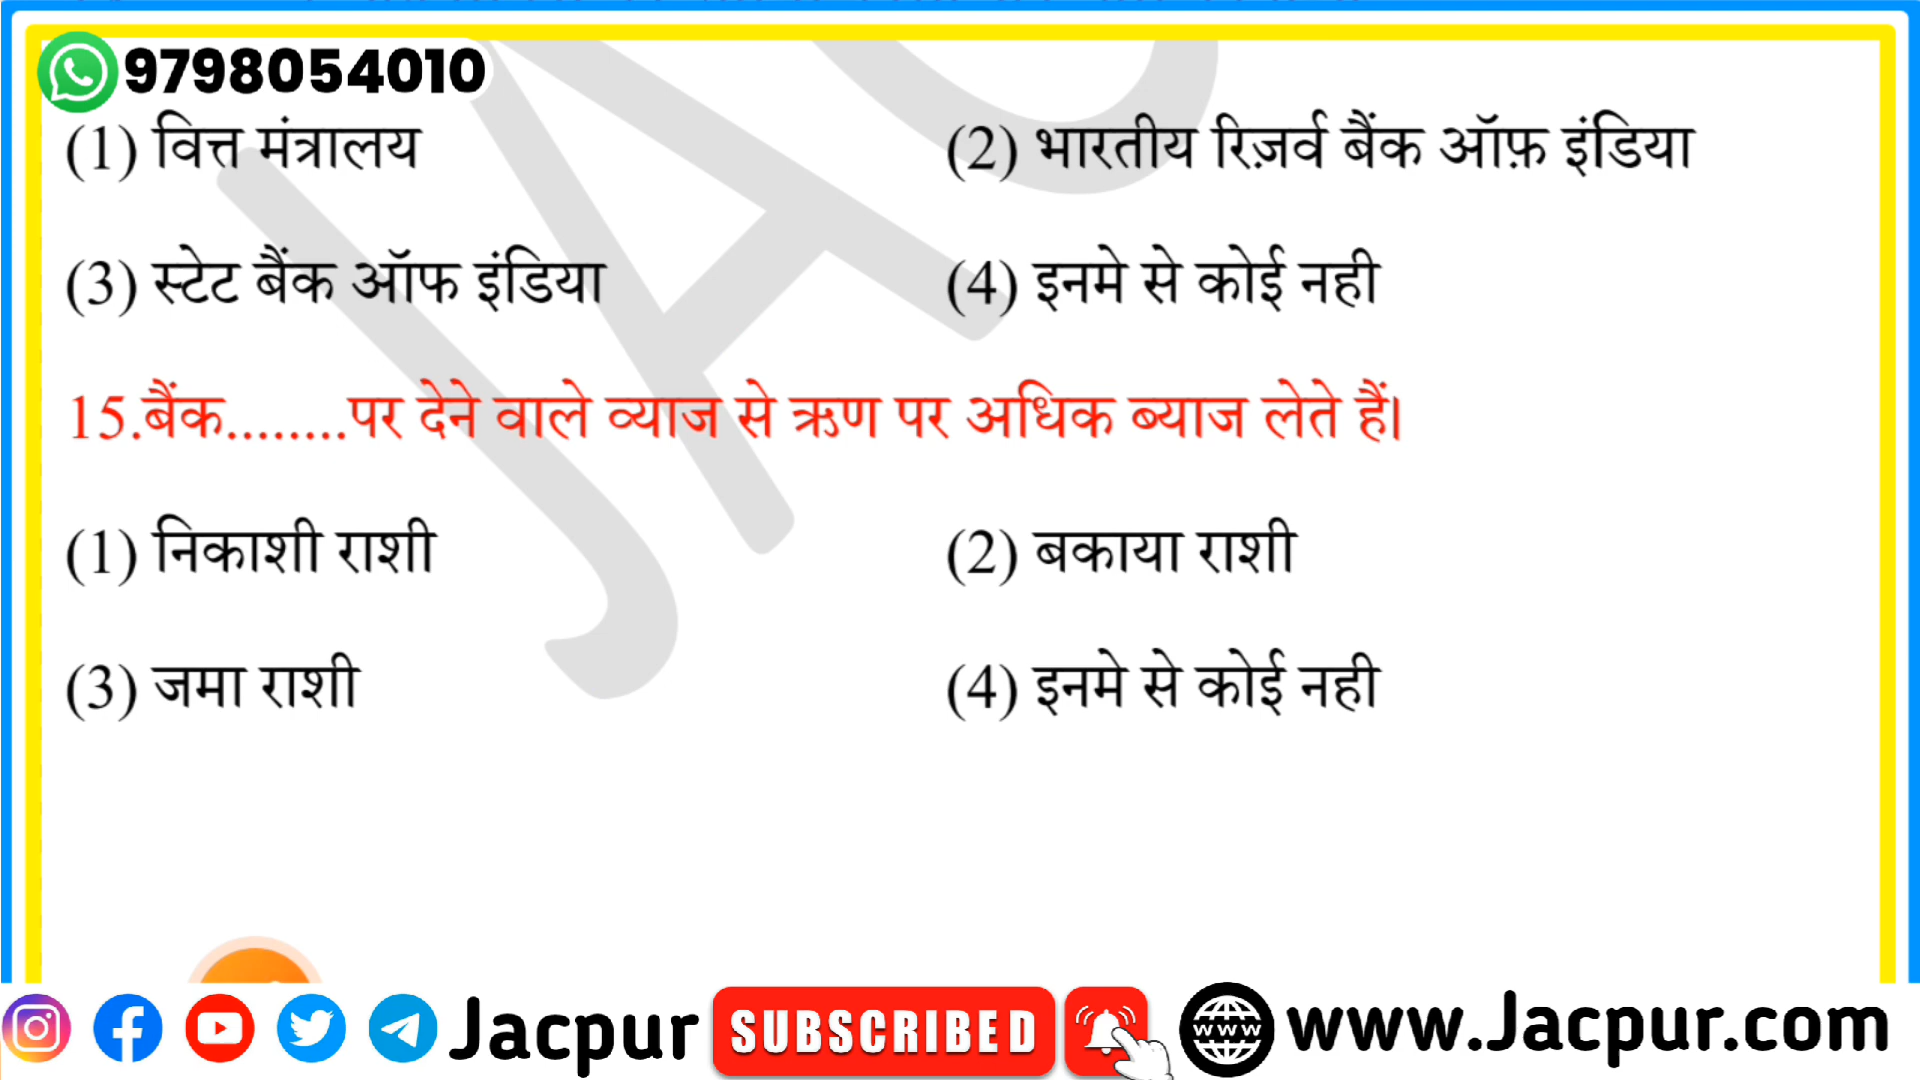 9798054010
(1) वित्त मंत्रालय (2) भारतीय रिज़र्व बैंक ऑफ़ इंडिया
(3) स्टेट बैंक ऑफ इंडिया (4) इनमे से कोई नही
15.बैंक........पर देने वाले व्याज से ऋण पर अधिक ब्याज लेते हैं।
(1) निकाशी राशी (2) बकाया राशी
(3) जमा राशी (4) इनमे से कोई नही
Jacpur SUBSCRIBED www www.Jacpur.com